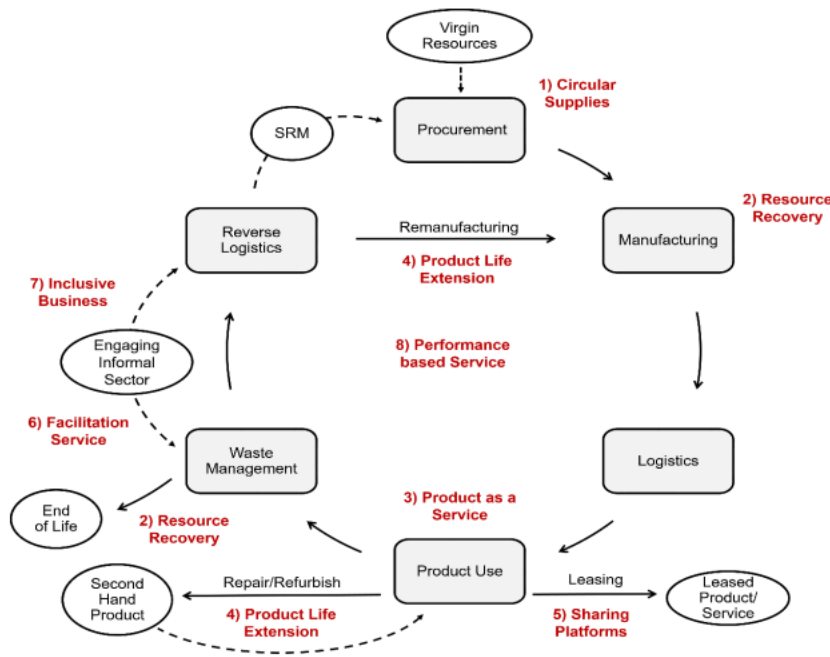 Virgin
Resources
1) Circular
Supplies
SRM
Procurement
2) Resource
Recovery
Reverse
Logistics
Remanufacturing
Manufacturing
4) Product Life
Extension
7) Inclusive
Business
8) Performance
based Service
Engaging
Informal
Sector
6) Facilitation
Service
Waste
Management
Logistics
3) Product as a
Service
End
of Life
2) Resource
Recovery
Product Use
Repair/Refurbish
Leasing
Second
Hand
Product
Leased
Product/
Service
4) Product Life
Extension
5) Sharing
Platforms